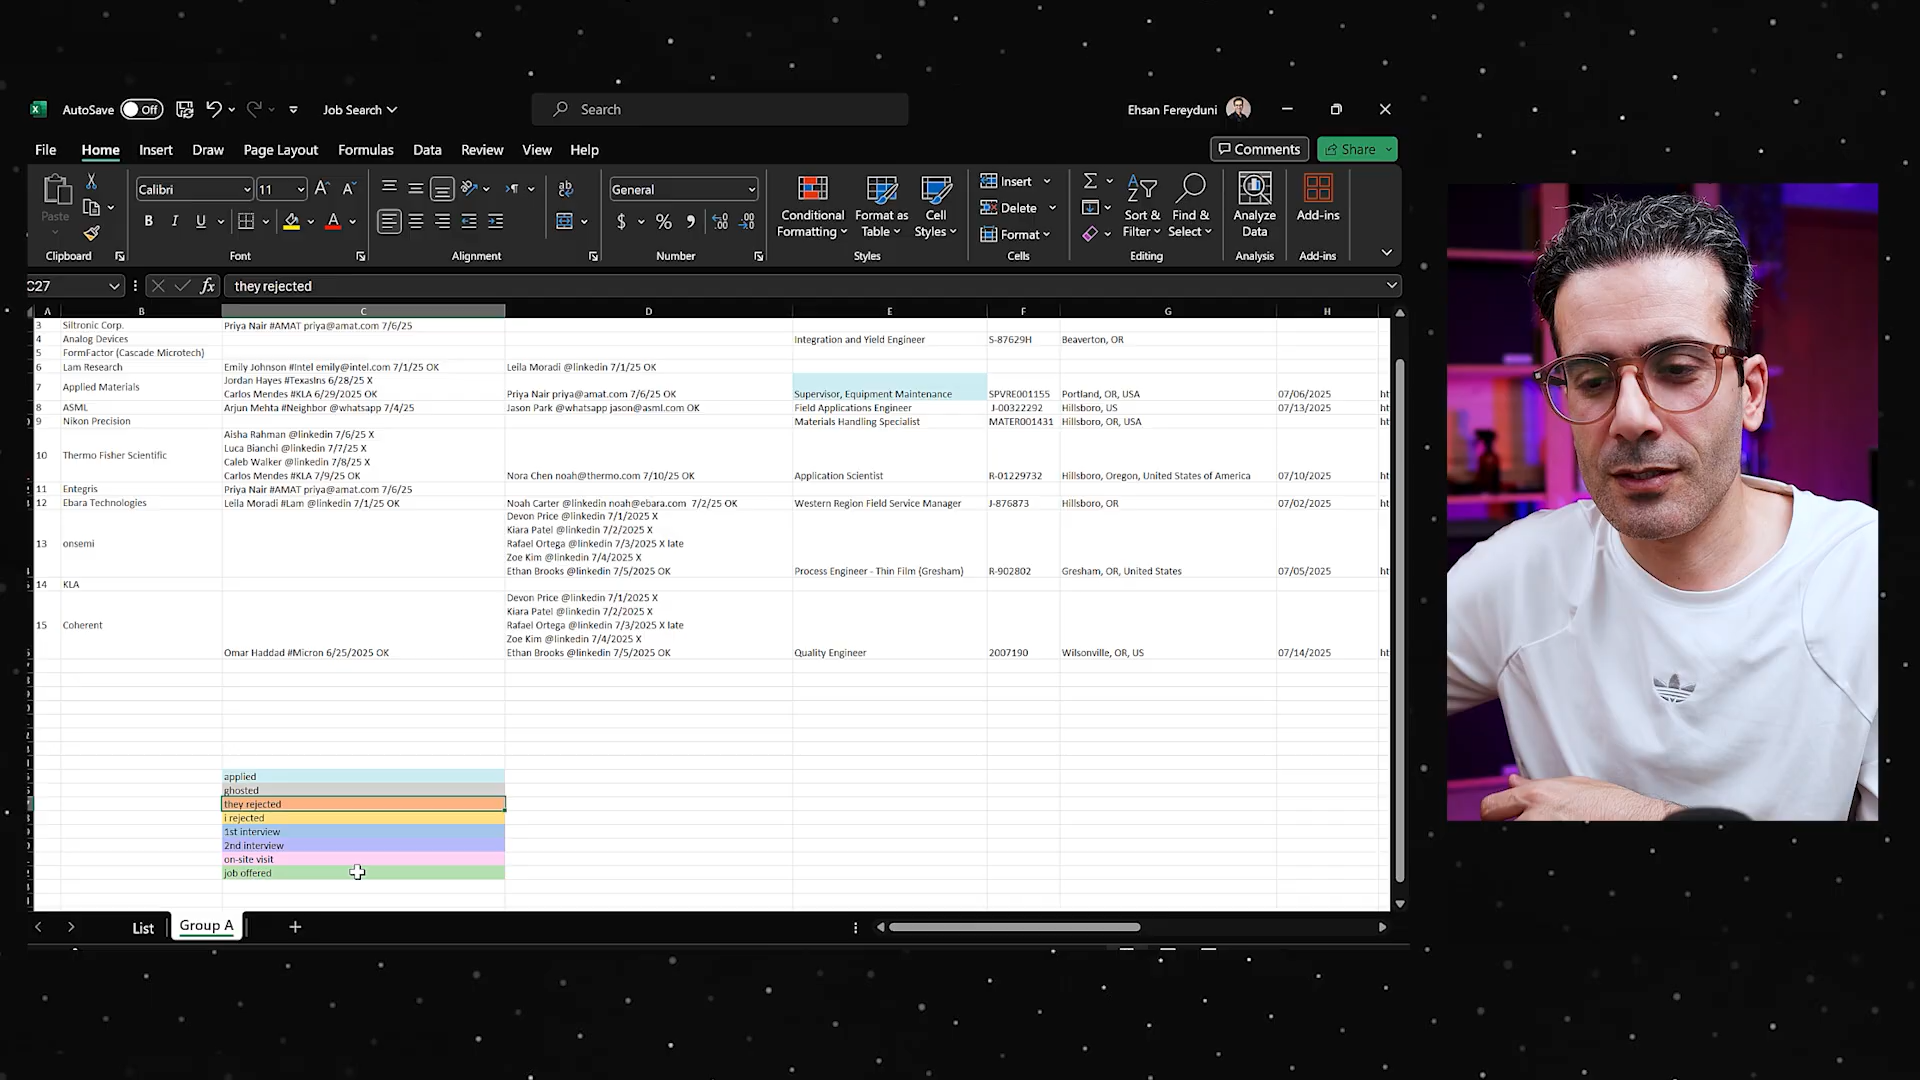 AutoSave Off Job Search Search Ehsan Fereyduni
File Home Insert Draw Page Layout Formulas Data Review View Help Comments Share
Paste Calibri 11 General Conditional Formatting Format as Table Cell Styles Insert Delete Format Sort & Filter Find & Select Analyze Data Add-ins
Clipboard Font Alignment Number Styles Cells Editing Analysis Add-ins
C27 fx they rejected
A B C D E F G H
3 Siltronic Corp. Priya Nair #AMAT priya@amat.com 7/6/25
4 Analog Devices Integration and Yield Engineer S-87629H Beaverton, OR
5 FormFactor (Cascade Microtech)
6 Lam Research Emily Johnson #Intel emily@intel.com 7/1/25 OK Leila Moradi @linkedin 7/1/25 OK
Jordan Hayes #TexasIns 6/28/25 X
7 Applied Materials Carlos Mendes #KLA 6/29/2025 OK Priya Nair priya@amat.com 7/6/25 OK Supervisor, Equipment Maintenance SPVRE001155 Portland, OR, USA 07/06/2025 ht
8 ASML Arjun Mehta #Neighbor @whatsapp 7/4/25 Jason Park @whatsapp jason@asml.com OK Field Applications Engineer J-00322292 Hillsboro, US 07/13/2025 ht
9 Nikon Precision Materials Handling Specialist MATER001431 Hillsboro, OR, USA ht
Aisha Rahman @linkedin 7/6/25 X
Luca Bianchi @linkedin 7/7/25 X
10 Thermo Fisher Scientific Caleb Walker @linkedin 7/8/25 X
Carlos Mendes #KLA 7/9/25 OK Nora Chen noah@thermo.com 7/10/25 OK Application Scientist R-01229732 Hillsboro, Oregon, United States of America 07/10/2025 ht
11 Entegris Priya Nair #AMAT priya@amat.com 7/6/25
12 Ebara Technologies Leila Moradi #Lam @linkedin 7/1/25 OK Noah Carter @linkedin noah@ebara.com 7/2/25 OK Western Region Field Service Manager J-876873 Hillsboro, OR 07/02/2025 ht
Devon Price @linkedin 7/1/2025 X
Kiara Patel @linkedin 7/2/2025 X
13 onsemi Rafael Ortega @linkedin 7/3/2025 X late
Zoe Kim @linkedin 7/4/2025 X
Ethan Brooks @linkedin 7/5/2025 OK Process Engineer - Thin Film (Gresham) R-902802 Gresham, OR, United States 07/05/2025 ht
14 KLA
Devon Price @linkedin 7/1/2025 X
Kiara Patel @linkedin 7/2/2025 X
15 Coherent Rafael Ortega @linkedin 7/3/2025 X late
Zoe Kim @linkedin 7/4/2025 X
Omar Haddad #Micron 6/25/2025 OK Ethan Brooks @linkedin 7/5/2025 OK Quality Engineer 2007190 Wilsonville, OR, US 07/14/2025 ht
applied
ghosted
they rejected
i rejected
1st interview
2nd interview
on-site visit
job offered
List Group A